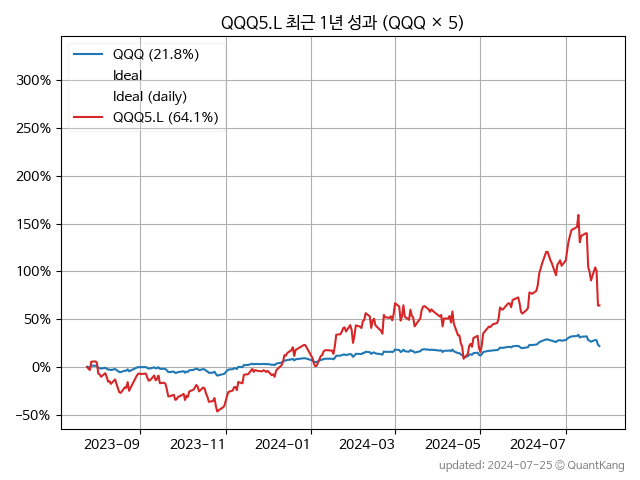 QQQ5.L 최근 1년 성과 (QQQ × 5)
QQQ (21.8%)
Ideal
Ideal (daily)
QQQ5.L (64.1%)
300%
250%
200%
150%
100%
50%
0%
−50%
2023−09
2023−11
2024−01
2024−03
2024−05
2024−07
updated: 2024-07-25 © QuantKang